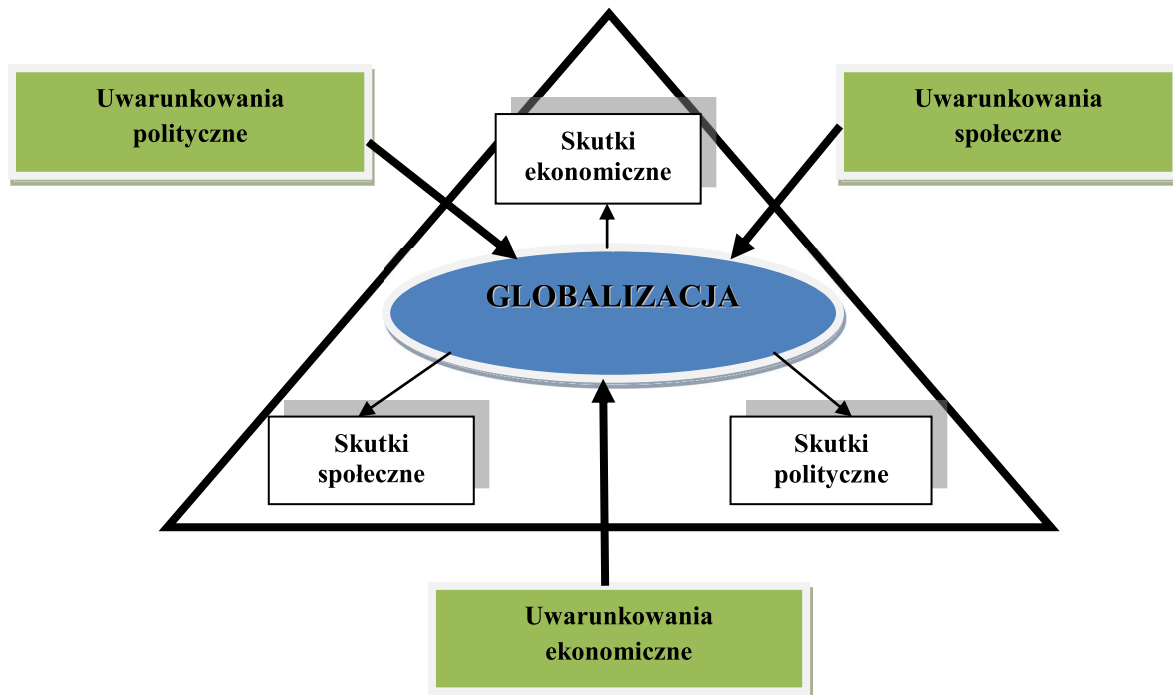 Uwarunkowania
polityczne
Uwarunkowania
społeczne
Skutki
ekonomiczne
GLOBALIZACJA
Skutki
społeczne
Skutki
polityczne
Uwarunkowania
ekonomiczne